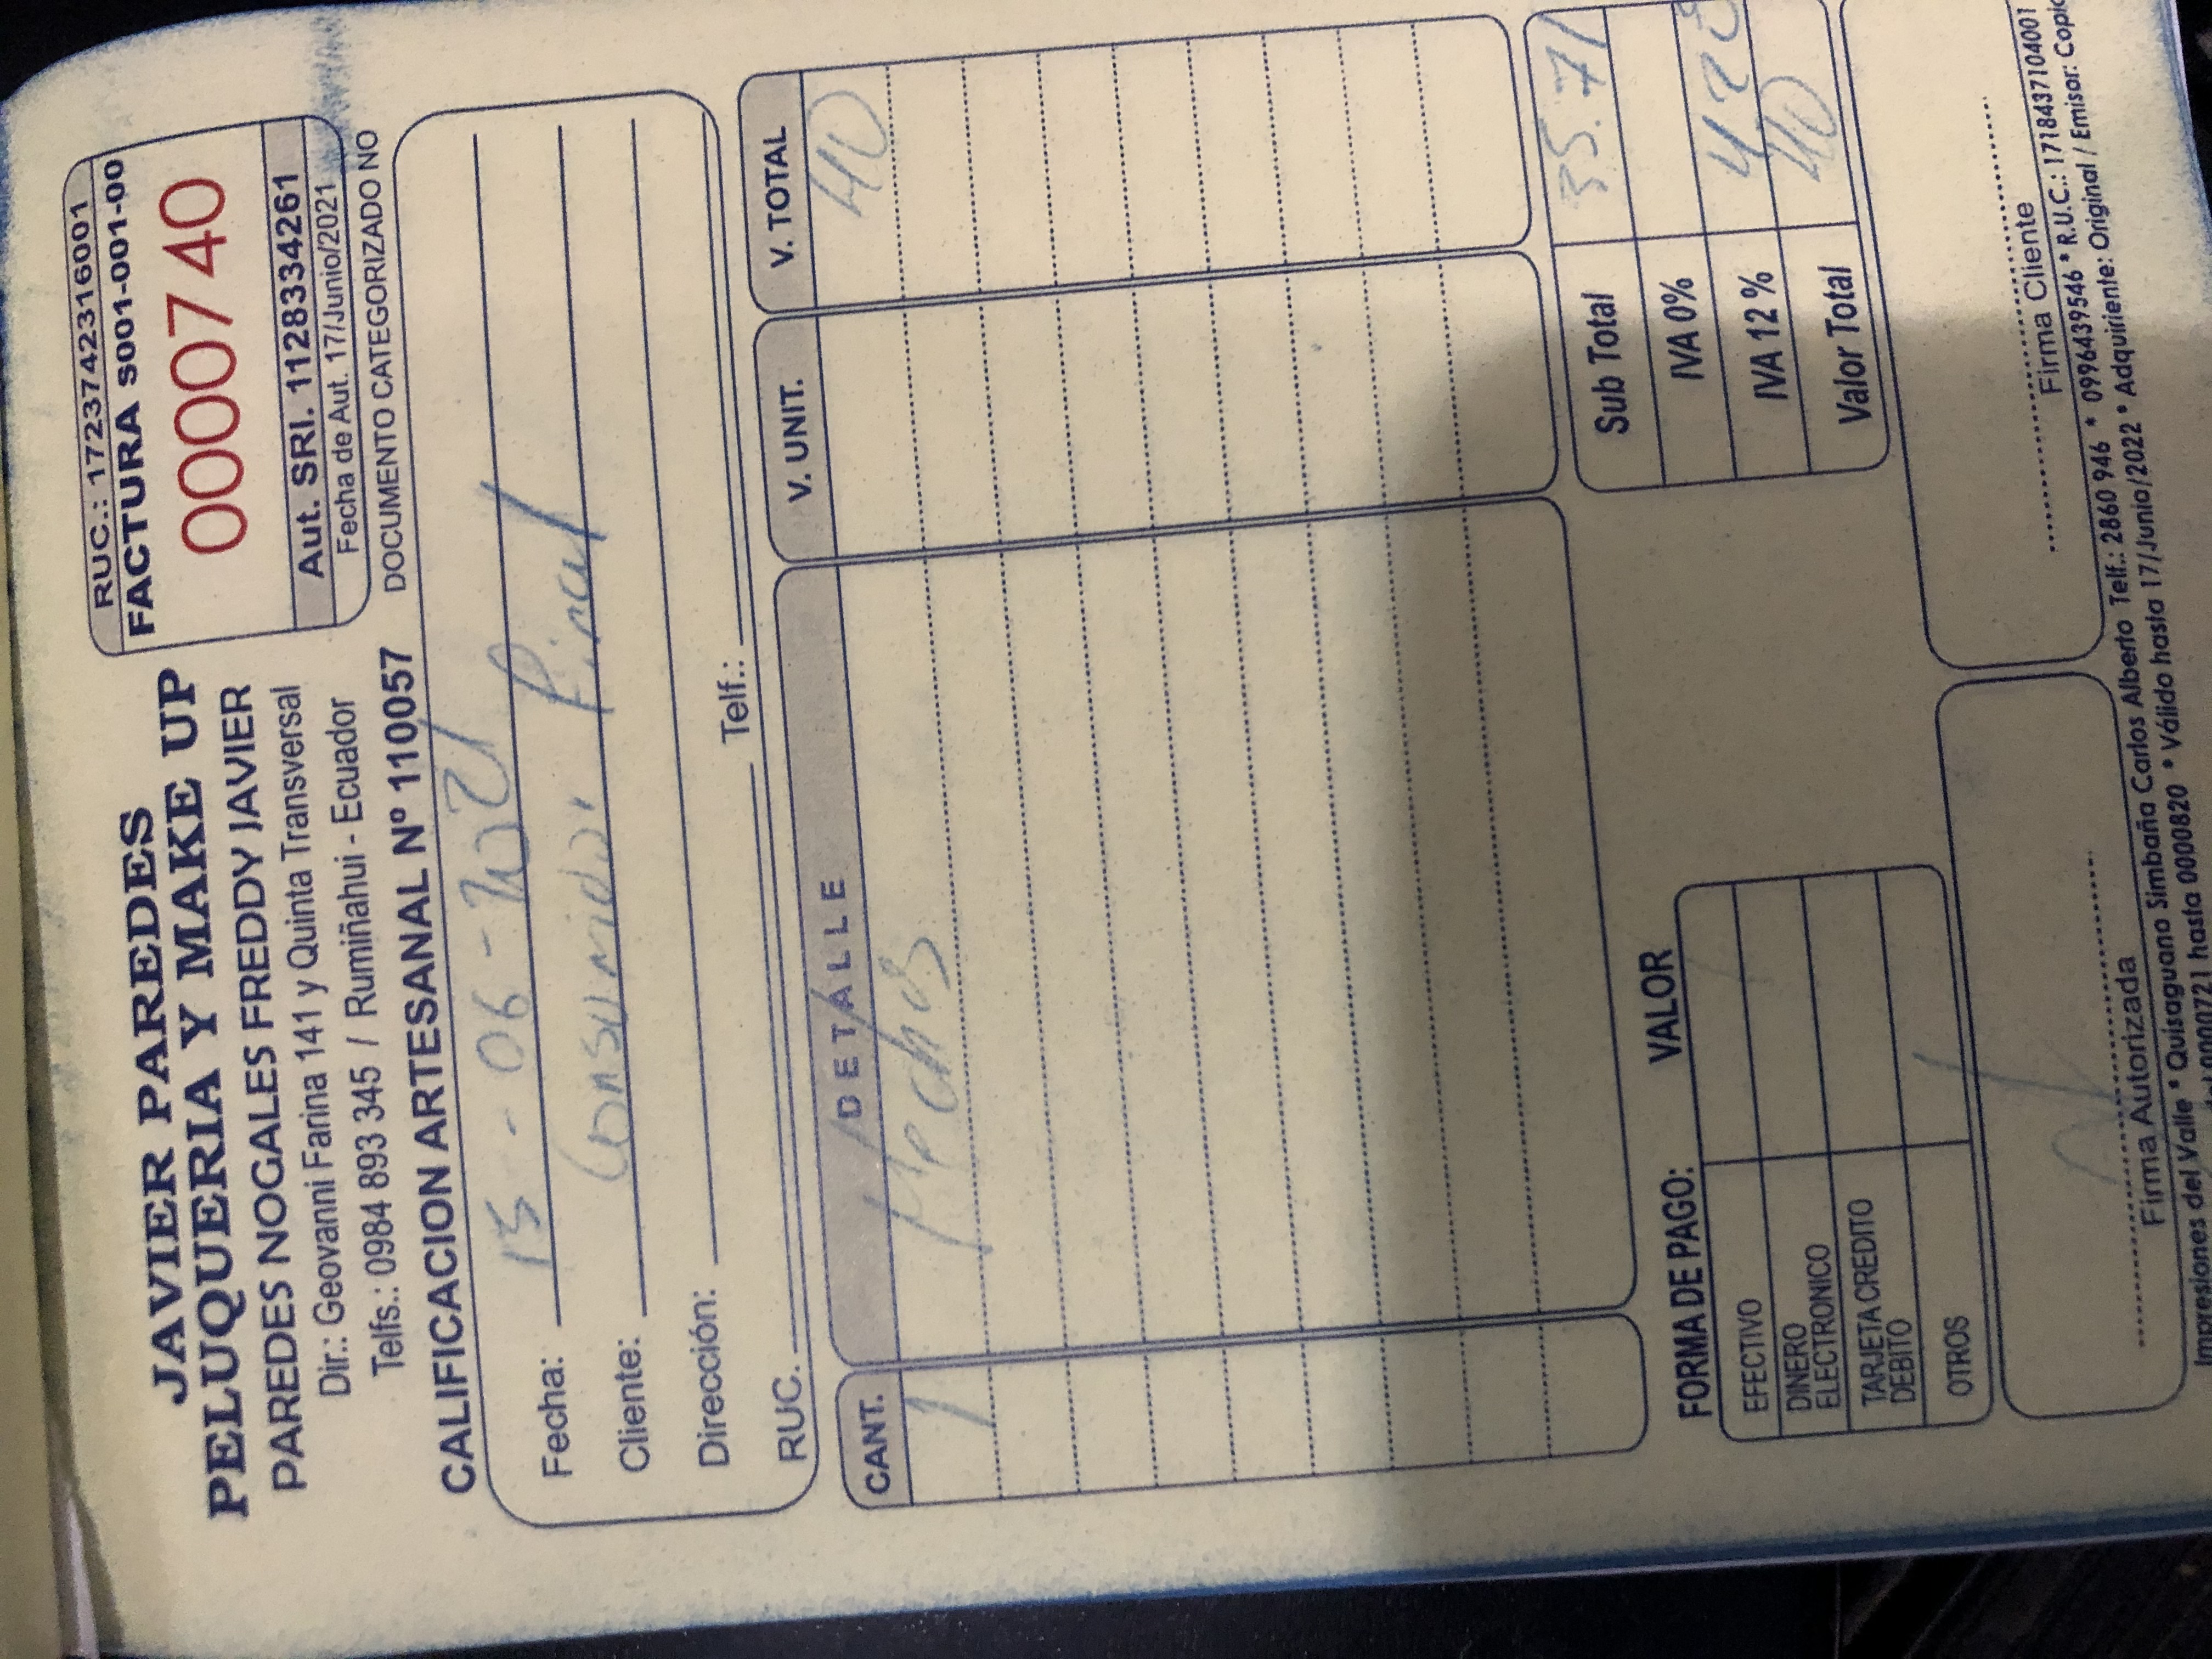 JAVIER PAREDES
PELUQUERIA Y MAKE UP
PAREDES NOGALES FREDDY JAVIER
Dir.: Geovanni Farina 141 y Quinta Transversal
Telfs.: 0984 893 345 / Rumiñahui - Ecuador
CALIFICACION ARTESANAL Nº 110057
RUC.: 1723742316001
FACTURA S001-001-00
0000740
Aut. SRI. 1128334261
Fecha de Aut. 17/Junio/2021
DOCUMENTO CATEGORIZADO NO
Fecha: 15 - 06 - 2021
Cliente: Consumidor Final
Dirección:
RUC. Telf.:
CANT. DETALLE V. UNIT. V. TOTAL
1 Mechas 40
Sub Total 35.71
IVA 0%
IVA 12 % 4.28
Valor Total 40
FORMA DE PAGO: VALOR
EFECTIVO
DINERO
ELECTRONICO
TARJETA CREDITO
DEBITO
OTROS
Firma Autorizada
Firma Cliente
Impresiones del Valle * Quisaguano Simbaña Carlos Alberto Telf.: 2860 946 * 0996439546 * R.U.C.: 1718437104001
0000721 hasta 0000820 * Válido hasta 17/Junio/2022 * Adquiriente: Original / Emisor: Copia